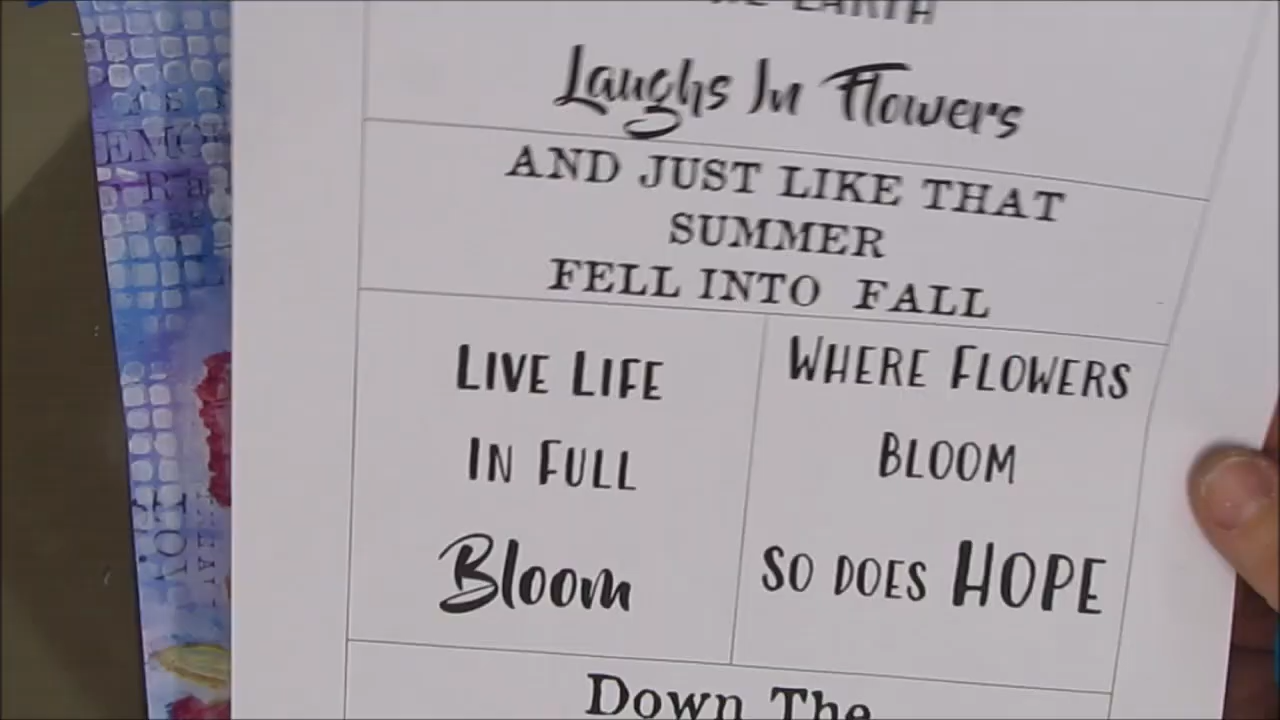 EARTH
Laughs In Flowers
AND JUST LIKE THAT
SUMMER
FELL INTO FALL
LIVE LIFE
IN FULL
Bloom
WHERE FLOWERS
BLOOM
SO DOES HOPE
Down The